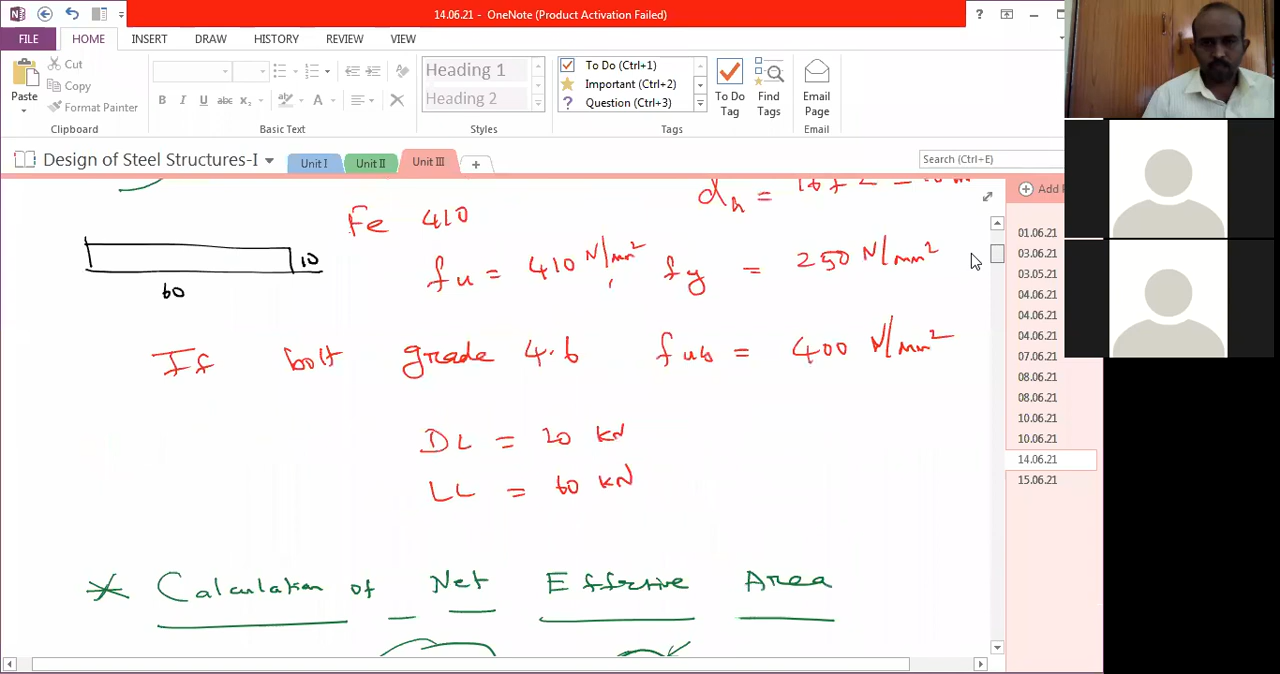 14.06.21 - OneNote (Product Activation Failed)
FILE HOME INSERT DRAW HISTORY REVIEW VIEW
Paste
Cut
Copy
Format Painter
Clipboard
B I U abc x₂ A
Basic Text
Heading 1
Heading 2
Styles
To Do (Ctrl+1)
Important (Ctrl+2)
Question (Ctrl+3)
To Do Tag
Find Tags
Tags
Email Page
Email
Design of Steel Structures-I
Unit I Unit II Unit III
Search (Ctrl+E)
Add
dh =
Fe 410
10
60
fu = 410 N/mm² fy = 250 N/mm²
If bolt grade 4.6 fub = 400 N/mm²
DL = 20 kN
LL = 60 kN
* Calculation of Net Effective Area
01.06.21
03.06.21
03.05.21
04.06.21
04.06.21
04.06.21
07.06.21
08.06.21
08.06.21
10.06.21
10.06.21
14.06.21
15.06.21